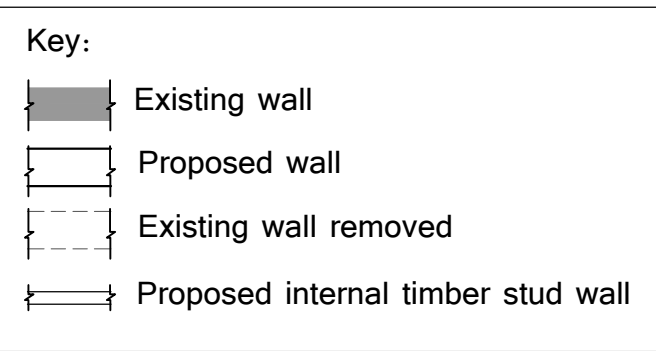 Key:
Existing wall
Proposed wall
Existing wall removed
Proposed internal timber stud wall